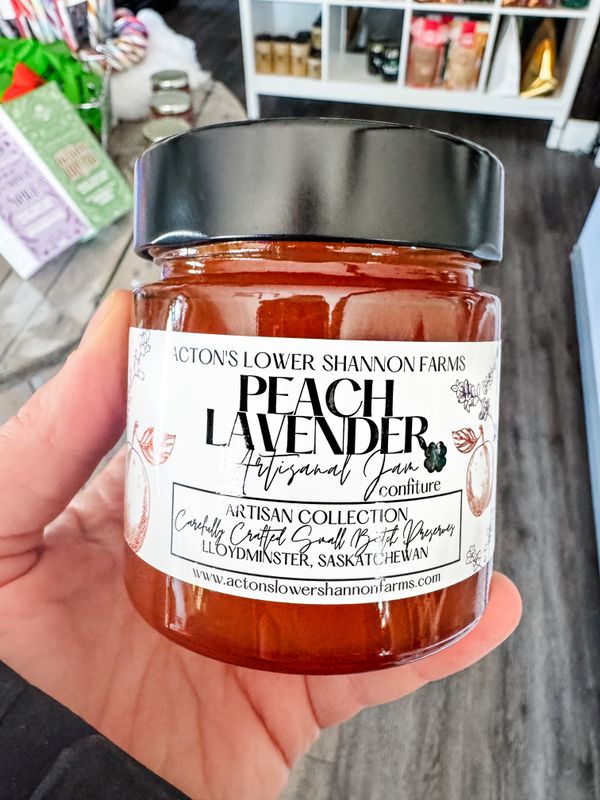 ACTON'S LOWER SHANNON FARMS
PEACH
LAVENDER
Artisanal Jam
confiture
ARTISAN COLLECTION
Carefully Crafted Small Batch Preserves
LLOYDMINSTER, SASKATCHEWAN
www.actonslowershannonfarms.com